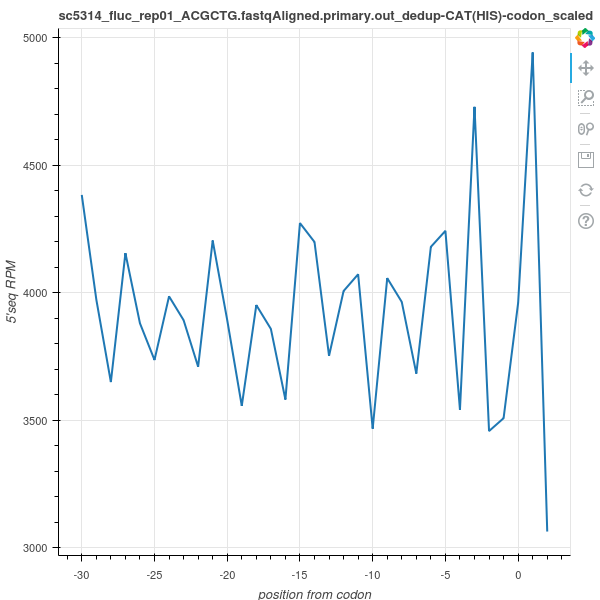 sc5314_fluc_rep01_ACGCTG.fastqAligned.primary.out_dedup-CAT(HIS)-codon_scaled
5000
4500
4000
3500
3000
5'seq RPM
-30 -25 -20 -15 -10 -5 0
position from codon
?